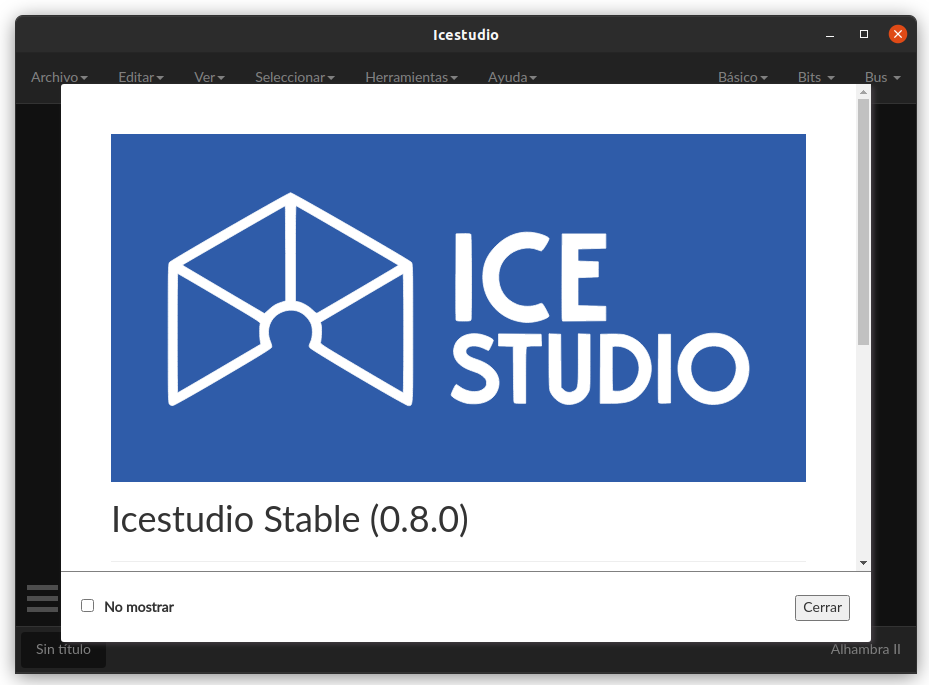 Icestudio
Archivo Editar Ver Seleccionar Herramientas Ayuda Básico Bits Bus
ICE
STUDIO
Icestudio Stable (0.8.0)
No mostrar Cerrar
Sin título Alhambra II